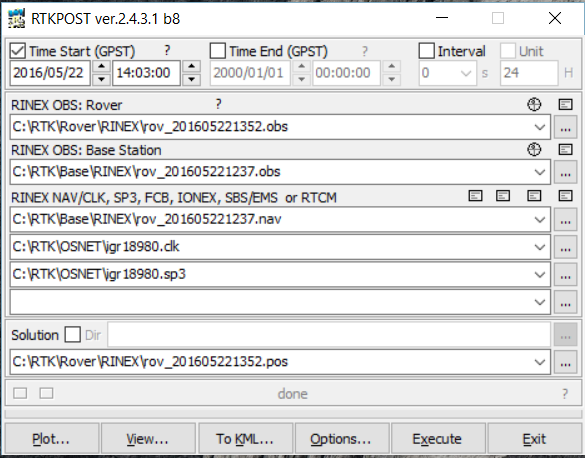 RTKPOST ver.2.4.3.1 b8
Time Start (GPST) ? Time End (GPST) ? Interval Unit
2016/05/22 14:03:00 2000/01/01 00:00:00 0 s 24 H
RINEX OBS: Rover ?
C:\RTK\Rover\RINEX\rov_201605221352.obs ...
RINEX OBS: Base Station
C:\RTK\Base\RINEX\rov_201605221237.obs ...
RINEX NAV/CLK, SP3, FCB, IONEX, SBS/EMS or RTCM
C:\RTK\Base\RINEX\rov_201605221237.nav ...
C:\RTK\OSNET\igr18980.clk ...
C:\RTK\OSNET\igr18980.sp3 ...
...
Solution Dir ...
C:\RTK\Rover\RINEX\rov_201605221352.pos ...
done ?
Plot... View... To KML... Options... Execute Exit